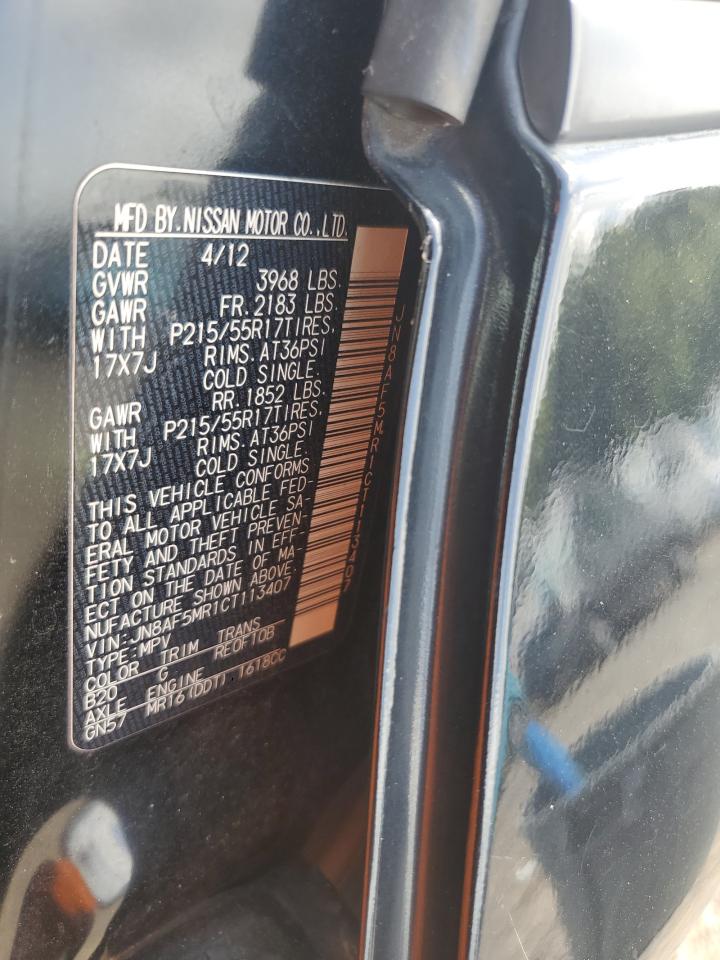 MFD BY.NISSAN MOTOR CO.,LTD.
DATE 4/12
GVWR 3968 LBS.
GAWR FR.2183 LBS.
WITH P215/55R17TIRES.
17X7J RIMS.AT36PSI
COLD SINGLE.
GAWR RR.1852 LBS.
WITH P215/55R17TIRES.
17X7J RIMS.AT36PSI
COLD SINGLE.
THIS VEHICLE CONFORMS
TO ALL APPLICABLE FED-
ERAL MOTOR VEHICLE SA-
FETY AND THEFT PREVEN-
TION STANDARDS IN EFF-
ECT ON THE DATE OF MA-
NUFACTURE SHOWN ABOVE.
VIN:JN8AF5MR1CT113407
TYPE:MPV
COLOR TRIM TRANS
B20 G RE0F10B
AXLE ENGINE
GN57 MR16(DDT) 1618CC
JN8AF5MR1CT113407